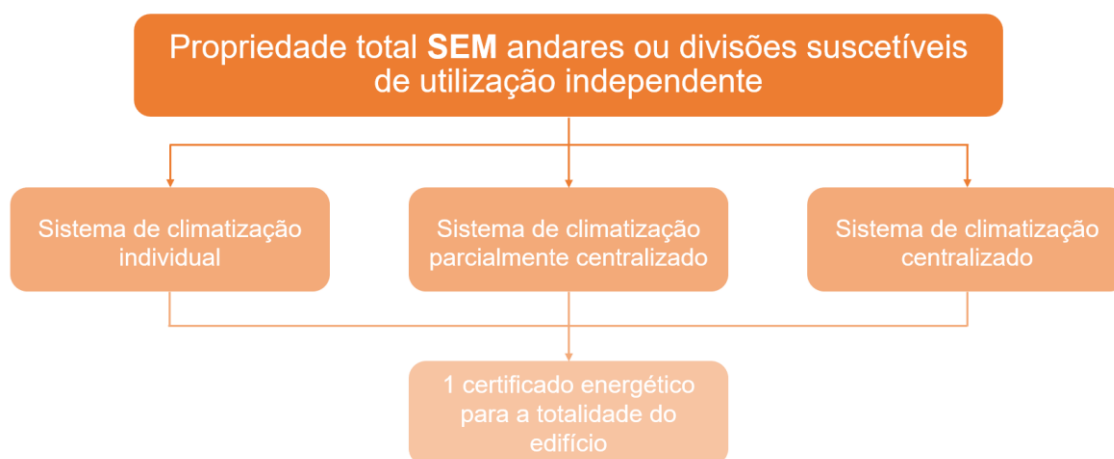 Propriedade total SEM andares ou divisões suscetíveis
de utilização independente
Sistema de climatização
individual
Sistema de climatização
parcialmente centralizado
Sistema de climatização
centralizado
1 certificado energético
para a totalidade do
edifício